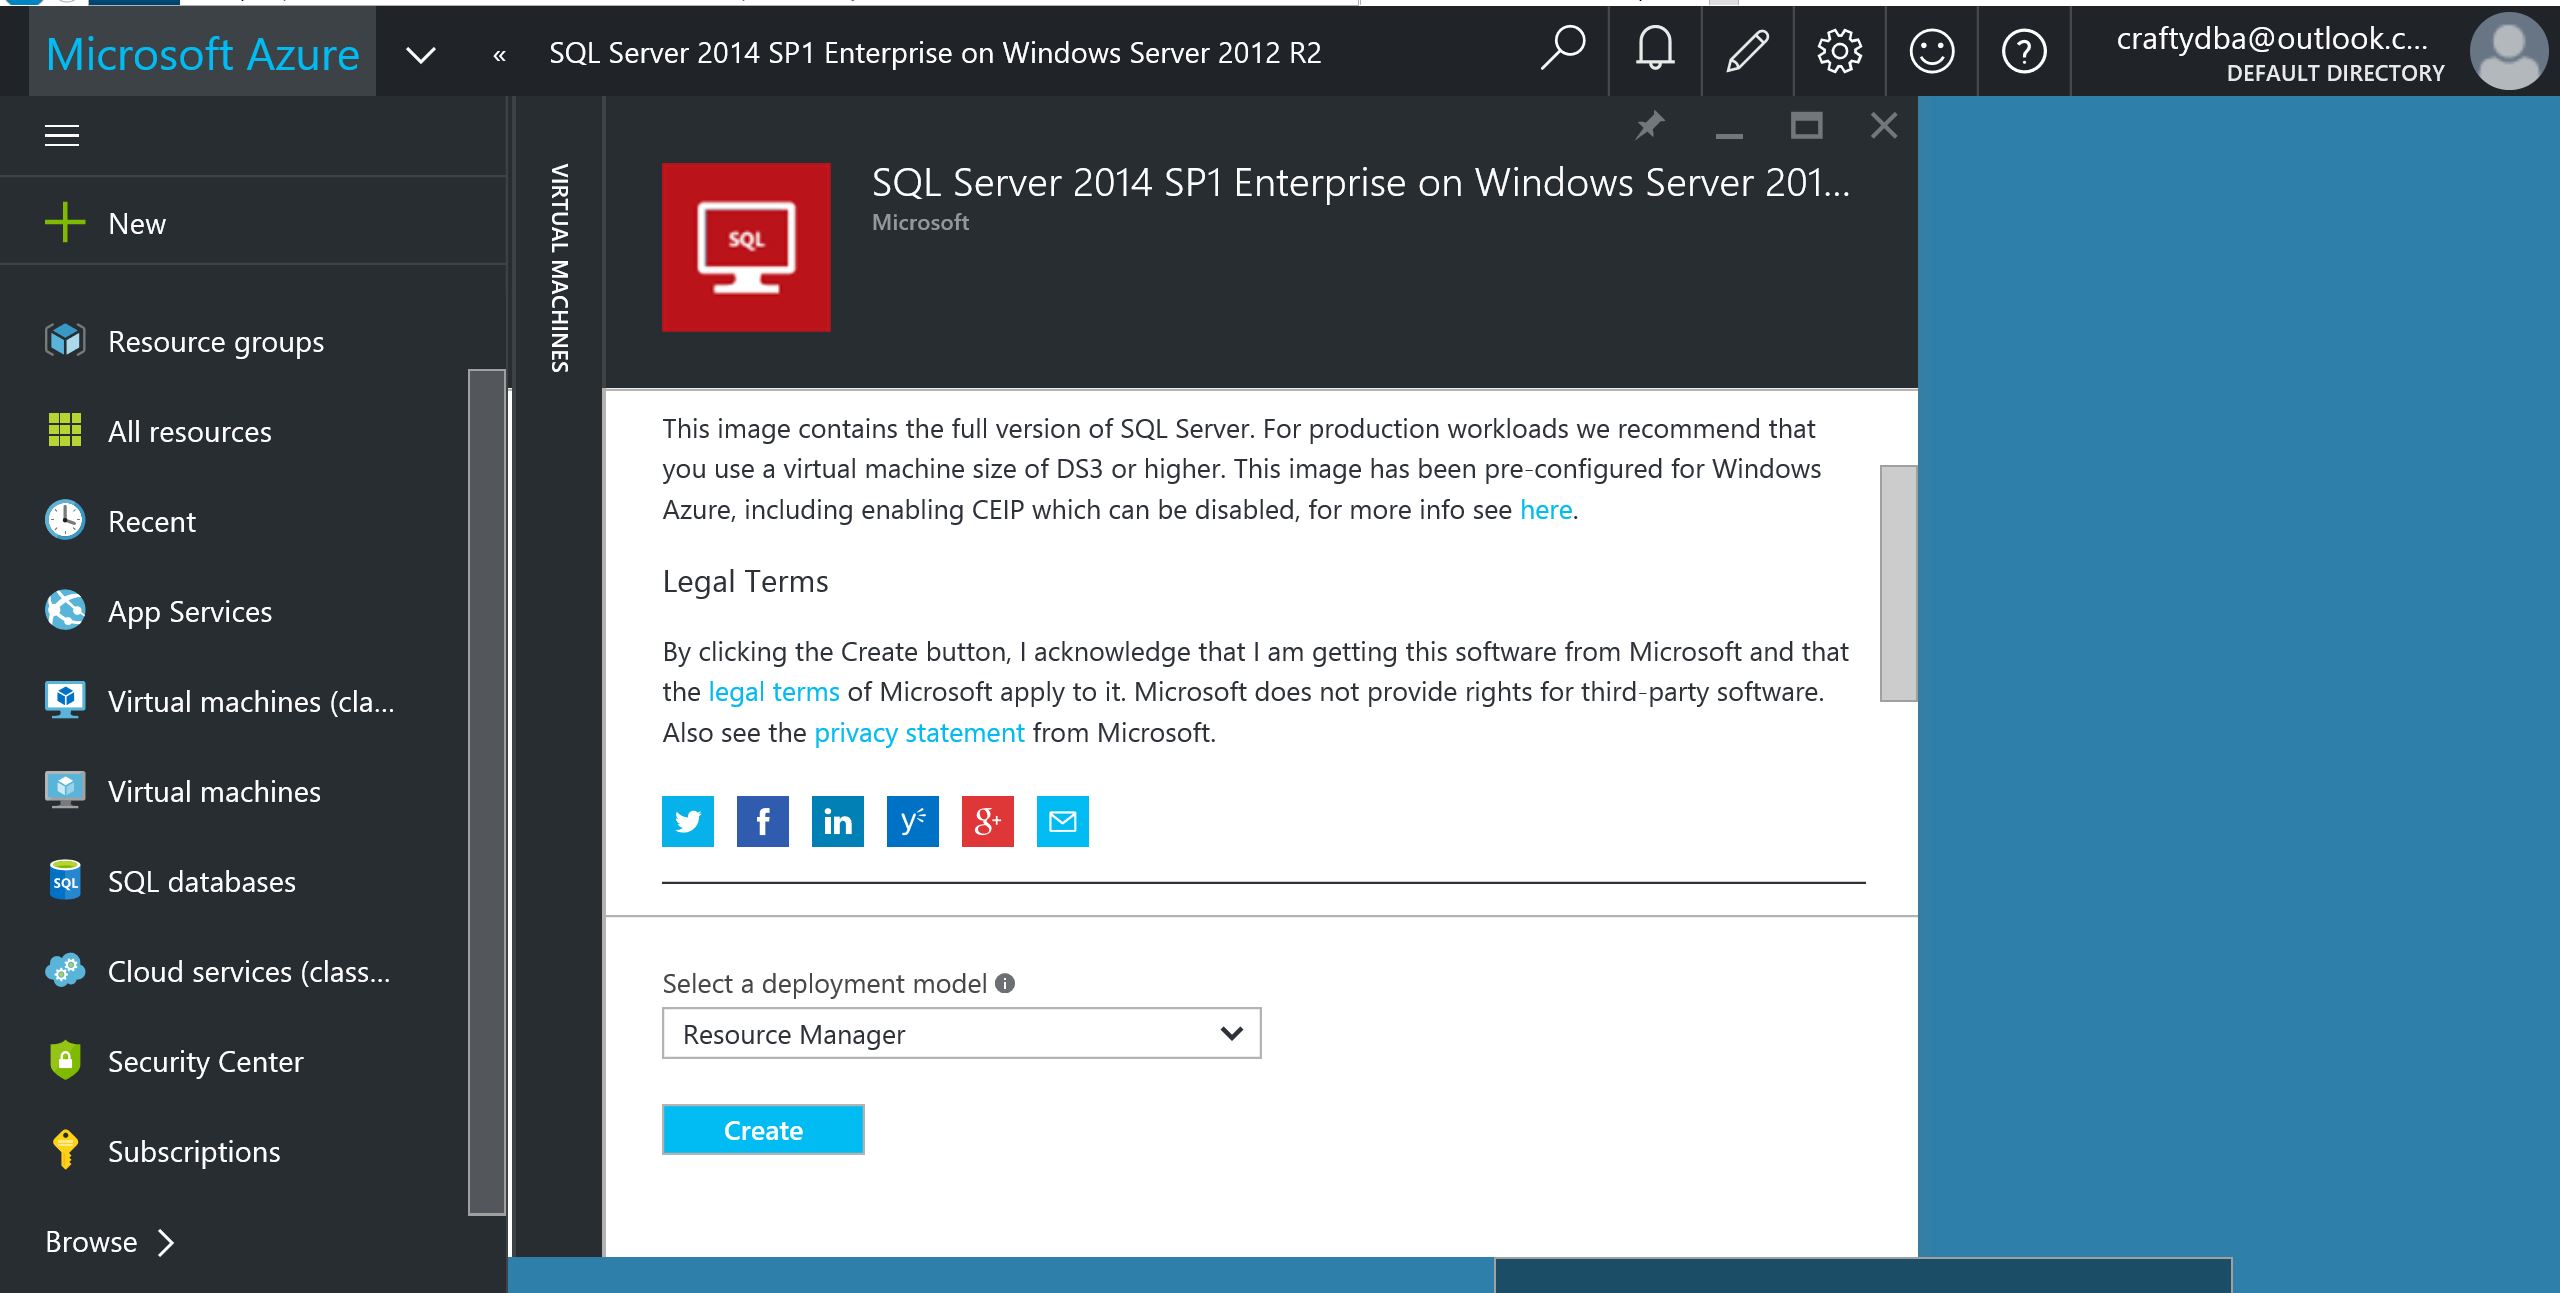 Microsoft Azure
«
SQL Server 2014 SP1 Enterprise on Windows Server 2012 R2
craftydba@outlook.c...
DEFAULT DIRECTORY
New
Resource groups
All resources
Recent
App Services
Virtual machines (cla...
Virtual machines
SQL
SQL databases
Cloud services (class...
Security Center
Subscriptions
Browse
VIRTUAL MACHINES
SQL
SQL Server 2014 SP1 Enterprise on Windows Server 201...
Microsoft
This image contains the full version of SQL Server. For production workloads we recommend that
you use a virtual machine size of DS3 or higher. This image has been pre-configured for Windows
Azure, including enabling CEIP which can be disabled, for more info see here.
Legal Terms
By clicking the Create button, I acknowledge that I am getting this software from Microsoft and that
the legal terms of Microsoft apply to it. Microsoft does not provide rights for third-party software.
Also see the privacy statement from Microsoft.
f in y g+
Select a deployment model
Resource Manager
Create